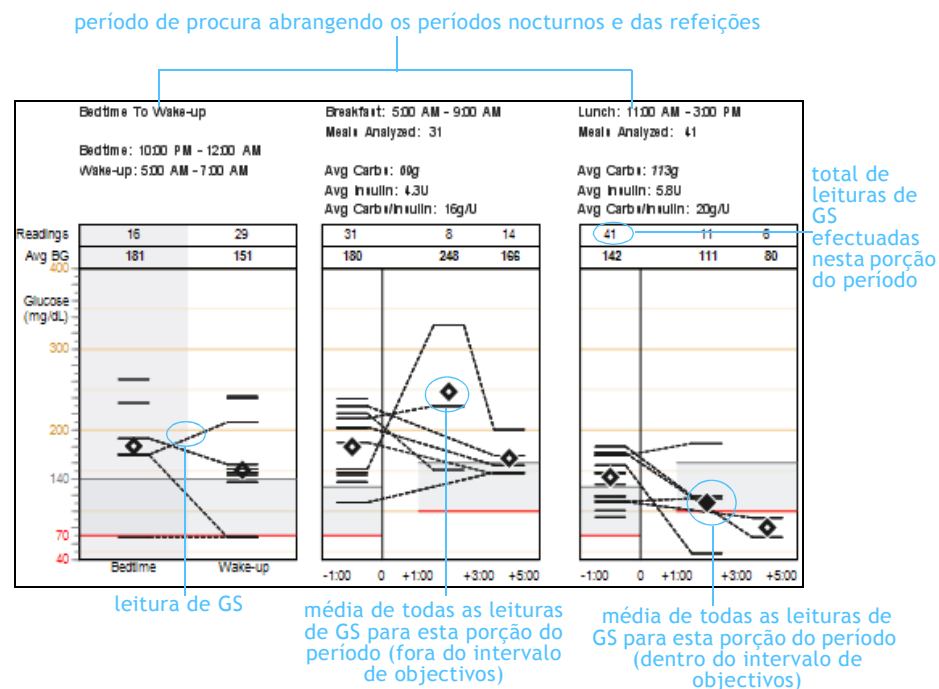 período de procura abrangendo os períodos nocturnos e das refeições
Bedtime To Wake-up
Bedtime: 10:00 PM - 12:00 AM
Wake-up: 5:00 AM - 7:00 AM
Breakfast: 5:00 AM - 9:00 AM
Meals Analyzed: 31
Avg Carbs: 69g
Avg Insulin: 4.3U
Avg Carbs/Insulin: 16g/U
Lunch: 11:00 AM - 3:00 PM
Meals Analyzed: 41
Avg Carbs: 113g
Avg Insulin: 5.8U
Avg Carbs/Insulin: 20g/U
total de
leituras de
GS
efectuadas
nesta porção
do período
Readings 16 29 31 8 14 41 11 6
Avg BG 181 151 180 248 166 142 111 80
400
Glucose
(mg/dL)
300
200
140
70
40
Bedtime Wake-up
-1:00 0 +1:00 +3:00 +5:00
-1:00 0 +1:00 +3:00 +5:00
leitura de GS
média de todas as leituras
de GS para esta porção do
período (fora do intervalo
de objectivos)
média de todas as leituras de
GS para esta porção do período
(dentro do intervalo de
objectivos)